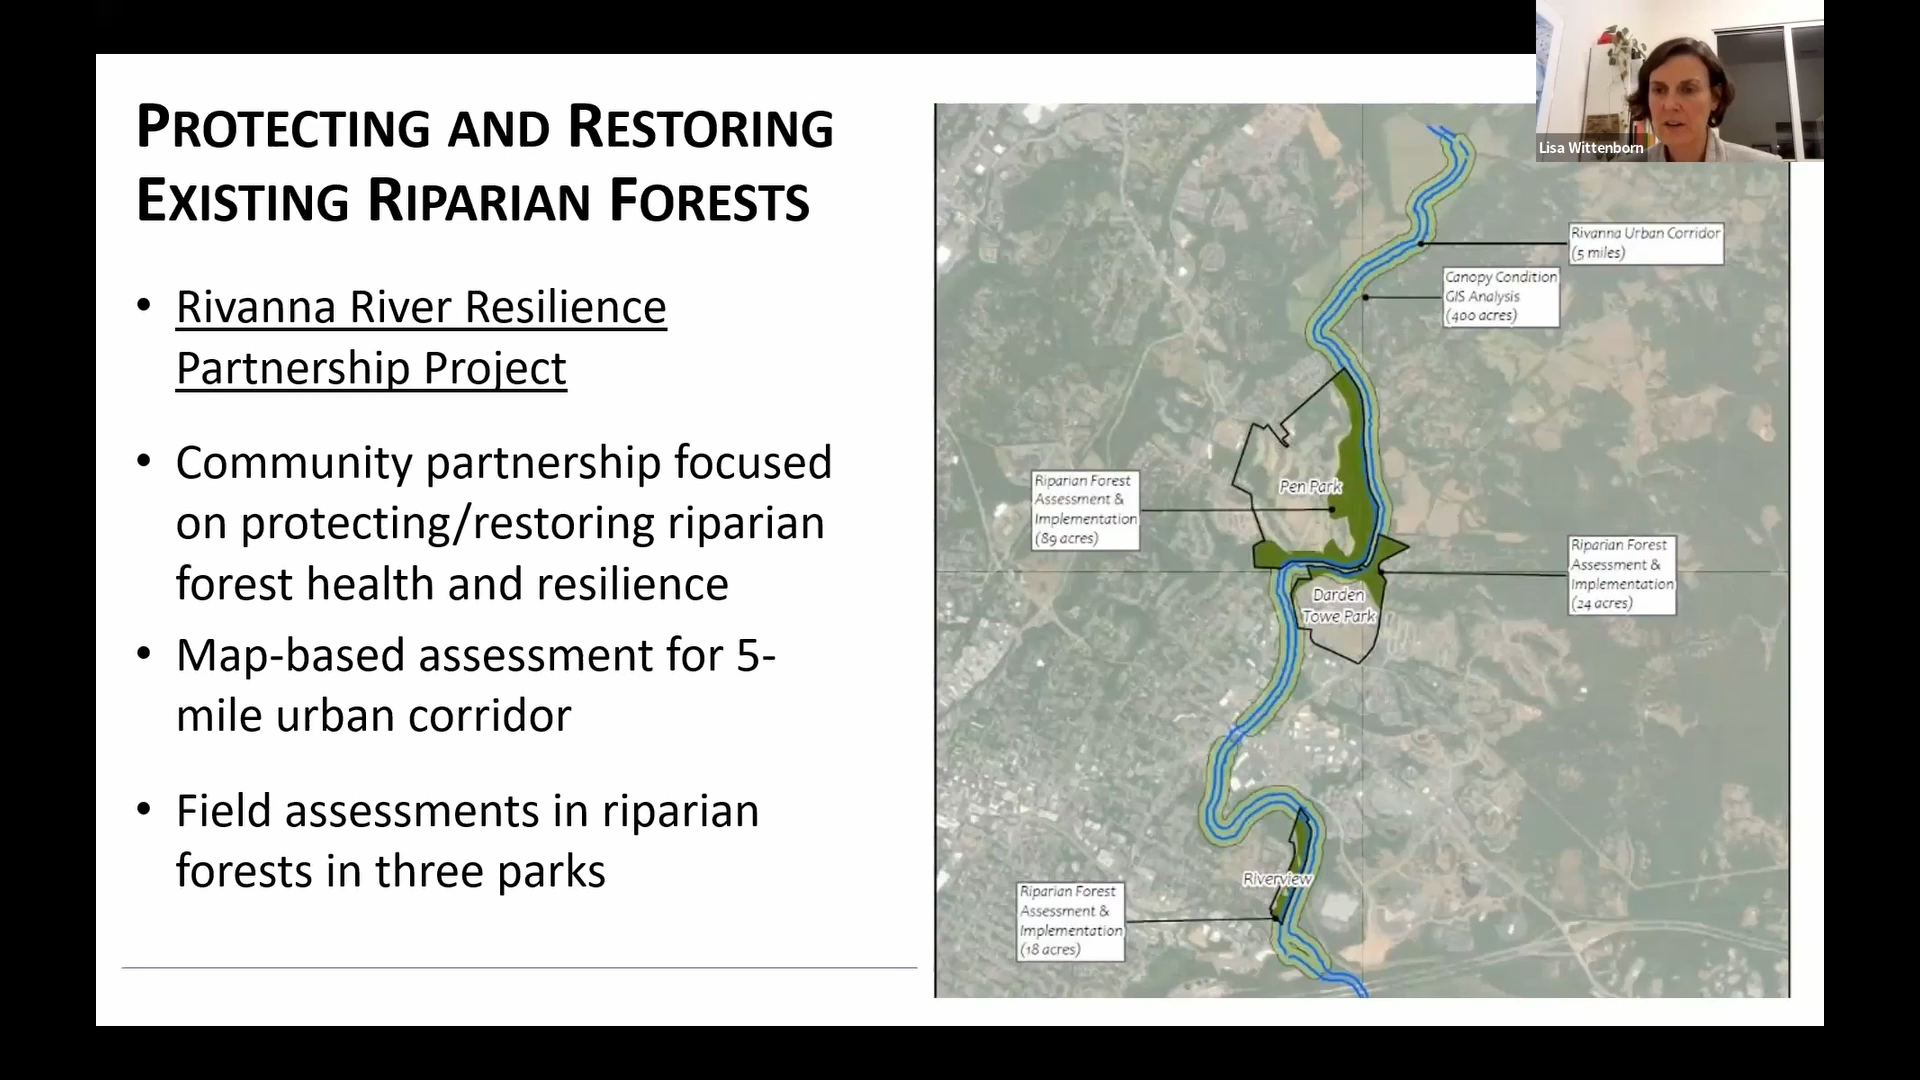 PROTECTING AND RESTORING
EXISTING RIPARIAN FORESTS
• Rivanna River Resilience
Partnership Project
• Community partnership focused
on protecting/restoring riparian
forest health and resilience
• Map-based assessment for 5-
mile urban corridor
• Field assessments in riparian
forests in three parks
Lisa Wittenborn
Rivanna Urban Corridor
(5 miles)
Canopy Condition
GIS Analysis
(400 acres)
Pen Park
Riparian Forest
Assessment &
Implementation
(89 acres)
Riparian Forest
Assessment &
Implementation
(24 acres)
Darden
Towe Park
Riverview
Riparian Forest
Assessment &
Implementation
(18 acres)